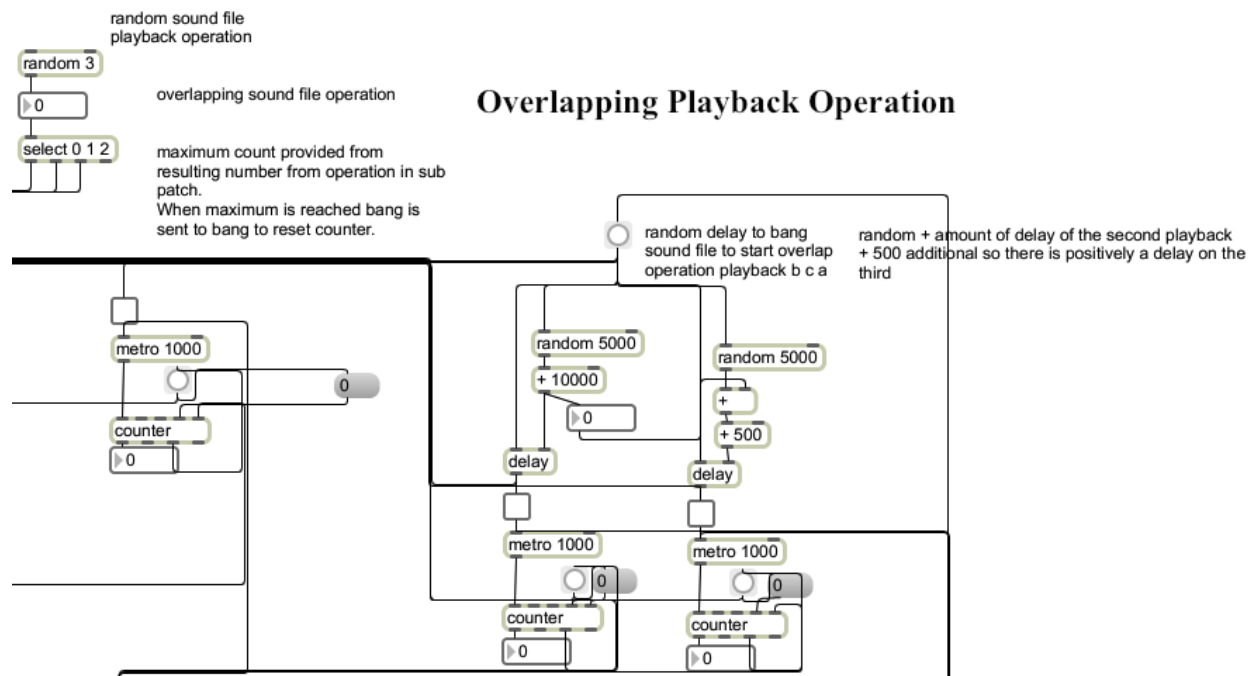 random sound file
playback operation
random 3
0
overlapping sound file operation
Overlapping Playback Operation
select 0 1 2
maximum count provided from
resulting number from operation in sub
patch.
When maximum is reached bang is
sent to bang to reset counter.
random delay to bang
sound file to start overlap
operation playback b c a
random + amount of delay of the second playback
+ 500 additional so there is positively a delay on the
third
metro 1000
0
counter
0
random 5000
+ 10000
0
delay
random 5000
+
+ 500
delay
metro 1000
0
counter
0
metro 1000
0
counter
0